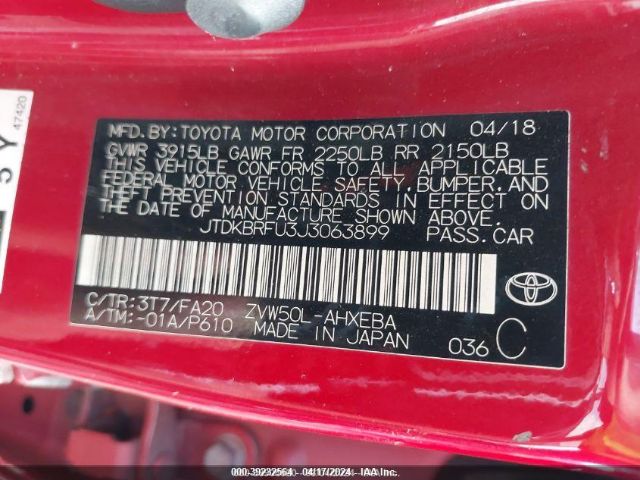 47420
5 Y
MFD.BY:TOYOTA MOTOR CORPORATION 04/18
GVWR 3915LB GAWR FR 2250LB RR 2150LB
THIS VEHICLE CONFORMS TO ALL APPLICABLE
FEDERAL MOTOR VEHICLE SAFETY,BUMPER,AND
THEFT PREVENTION STANDARDS IN EFFECT ON
THE DATE OF MANUFACTURE SHOWN ABOVE.
JTDKBRFU3J3063899 PASS.CAR
C/TR:3T7/FA20 ZVW50L-AHXEBA
A/TM:-01A/P610 MADE IN JAPAN 036 C
TOYOTA
000-39232564 - 04/17/2024 - IAA Inc.